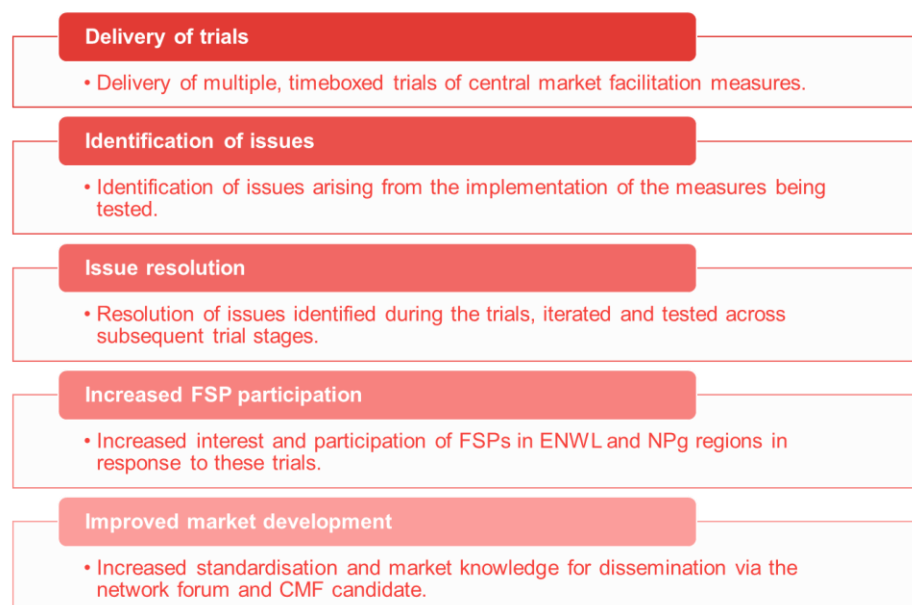 Delivery of trials
• Delivery of multiple, timeboxed trials of central market facilitation measures.
Identification of issues
• Identification of issues arising from the implementation of the measures being
tested.
Issue resolution
• Resolution of issues identified during the trials, iterated and tested across
subsequent trial stages.
Increased FSP participation
• Increased interest and participation of FSPs in ENWL and NPg regions in
response to these trials.
Improved market development
• Increased standardisation and market knowledge for dissemination via the
network forum and CMF candidate.